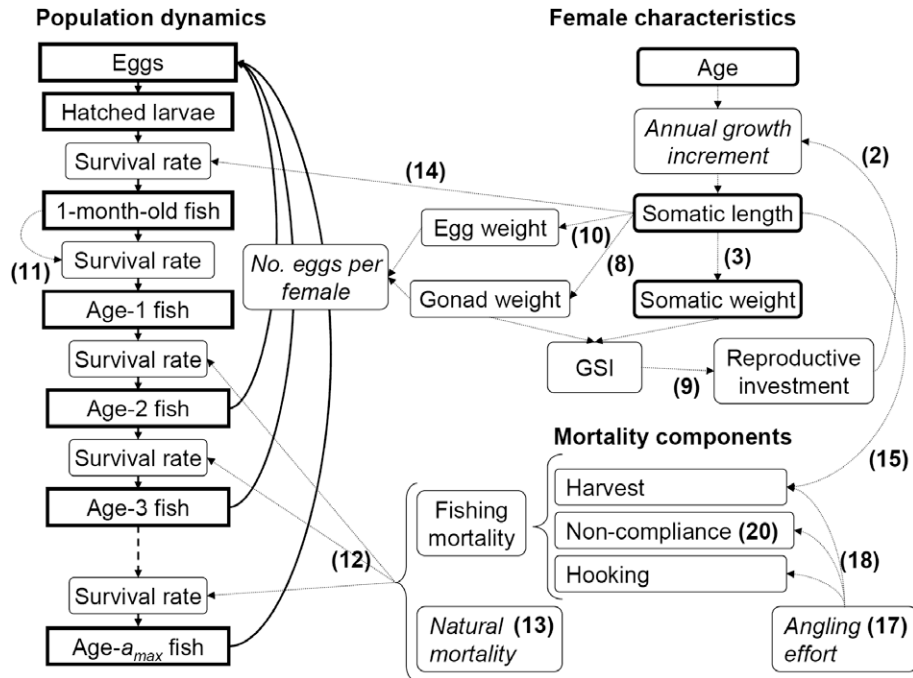 Population dynamics
Eggs
Hatched larvae
Survival rate
1-month-old fish
(11)
Survival rate
Age-1 fish
Survival rate
Age-2 fish
Survival rate
Age-3 fish
Survival rate
Age-a_max fish
No. eggs per
female
(14)
(12)
Female characteristics
Age
Annual growth
increment
(2)
Somatic length
Egg weight
(10)
(8)
(3)
Gonad weight
Somatic weight
GSI
(9)
Reproductive
investment
(15)
Mortality components
Fishing
mortality
Harvest
Non-compliance (20)
Hooking
(18)
Natural (13)
mortality
Angling (17)
effort